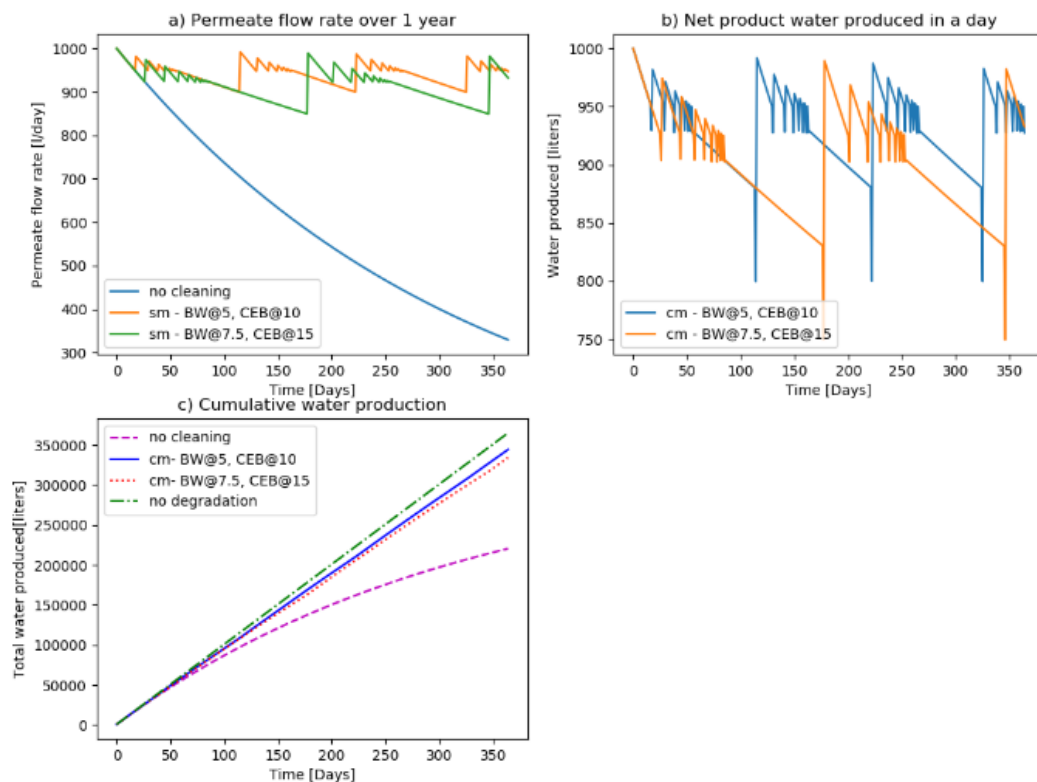 a) Permeate flow rate over 1 year
1000
900
800
700
600
500
400
300
Permeate flow rate [l/day]
no cleaning
sm - BW@5, CEB@10
sm - BW@7.5, CEB@15
0 50 100 150 200 250 300 350
Time [Days]
b) Net product water produced in a day
1000
950
900
850
800
750
Water produced [liters]
cm - BW@5, CEB@10
cm - BW@7.5, CEB@15
0 50 100 150 200 250 300 350
Time [Days]
c) Cumulative water production
350000
300000
250000
200000
150000
100000
50000
0
Total water produced[liters]
no cleaning
cm- BW@5, CEB@10
cm- BW@7.5, CEB@15
no degradation
0 50 100 150 200 250 300 350
Time [Days]